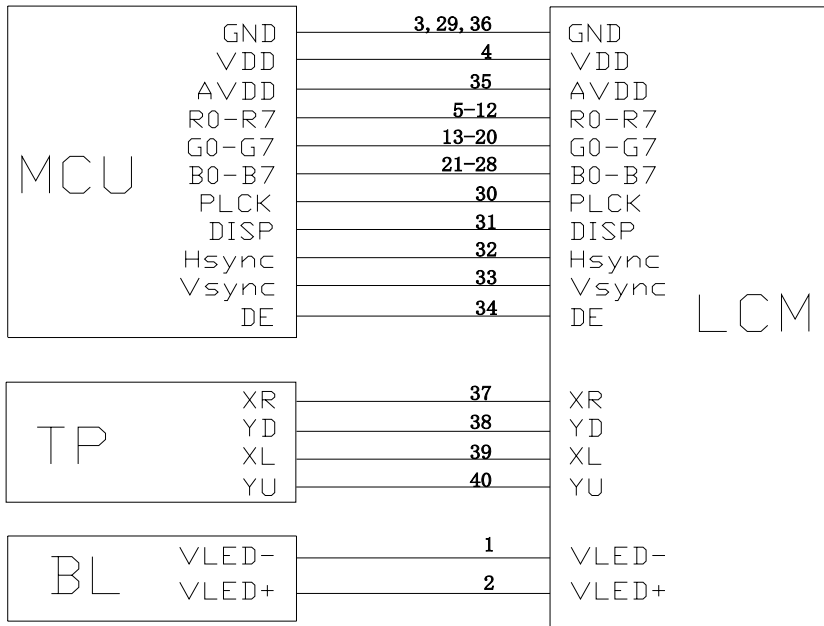 GND 3,29,36 GND
VDD 4 VDD
AVDD 35 AVDD
R0-R7 5-12 R0-R7
G0-G7 13-20 G0-G7
MCU B0-B7 21-28 B0-B7
PLCK 30 PLCK
DISP 31 DISP
Hsync 32 Hsync
Vsync 33 Vsync
DE 34 DE LCM
XR 37 XR
TP YD 38 YD
XL 39 XL
YU 40 YU
BL VLED- 1 VLED-
VLED+ 2 VLED+